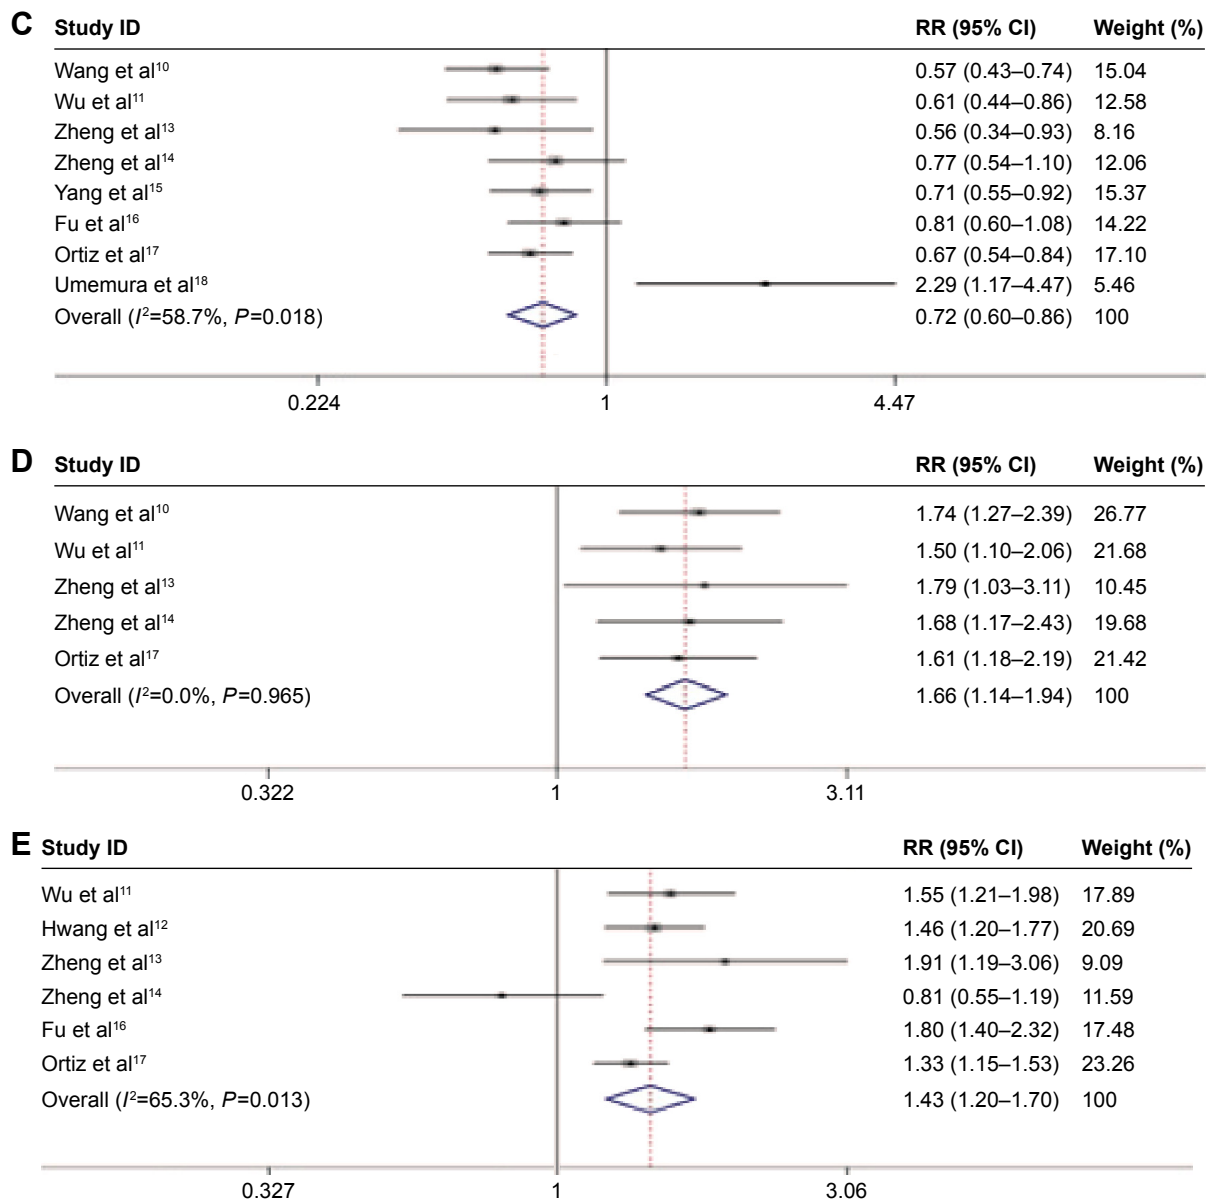 C Study ID RR (95% CI) Weight (%)
Wang et al10 0.57 (0.43–0.74) 15.04
Wu et al11 0.61 (0.44–0.86) 12.58
Zheng et al13 0.56 (0.34–0.93) 8.16
Zheng et al14 0.77 (0.54–1.10) 12.06
Yang et al15 0.71 (0.55–0.92) 15.37
Fu et al16 0.81 (0.60–1.08) 14.22
Ortiz et al17 0.67 (0.54–0.84) 17.10
Umemura et al18 2.29 (1.17–4.47) 5.46
Overall (I2=58.7%, P=0.018) 0.72 (0.60–0.86) 100
0.224 1 4.47
D Study ID RR (95% CI) Weight (%)
Wang et al10 1.74 (1.27–2.39) 26.77
Wu et al11 1.50 (1.10–2.06) 21.68
Zheng et al13 1.79 (1.03–3.11) 10.45
Zheng et al14 1.68 (1.17–2.43) 19.68
Ortiz et al17 1.61 (1.18–2.19) 21.42
Overall (I2=0.0%, P=0.965) 1.66 (1.14–1.94) 100
0.322 1 3.11
E Study ID RR (95% CI) Weight (%)
Wu et al11 1.55 (1.21–1.98) 17.89
Hwang et al12 1.46 (1.20–1.77) 20.69
Zheng et al13 1.91 (1.19–3.06) 9.09
Zheng et al14 0.81 (0.55–1.19) 11.59
Fu et al16 1.80 (1.40–2.32) 17.48
Ortiz et al17 1.33 (1.15–1.53) 23.26
Overall (I2=65.3%, P=0.013) 1.43 (1.20–1.70) 100
0.327 1 3.06